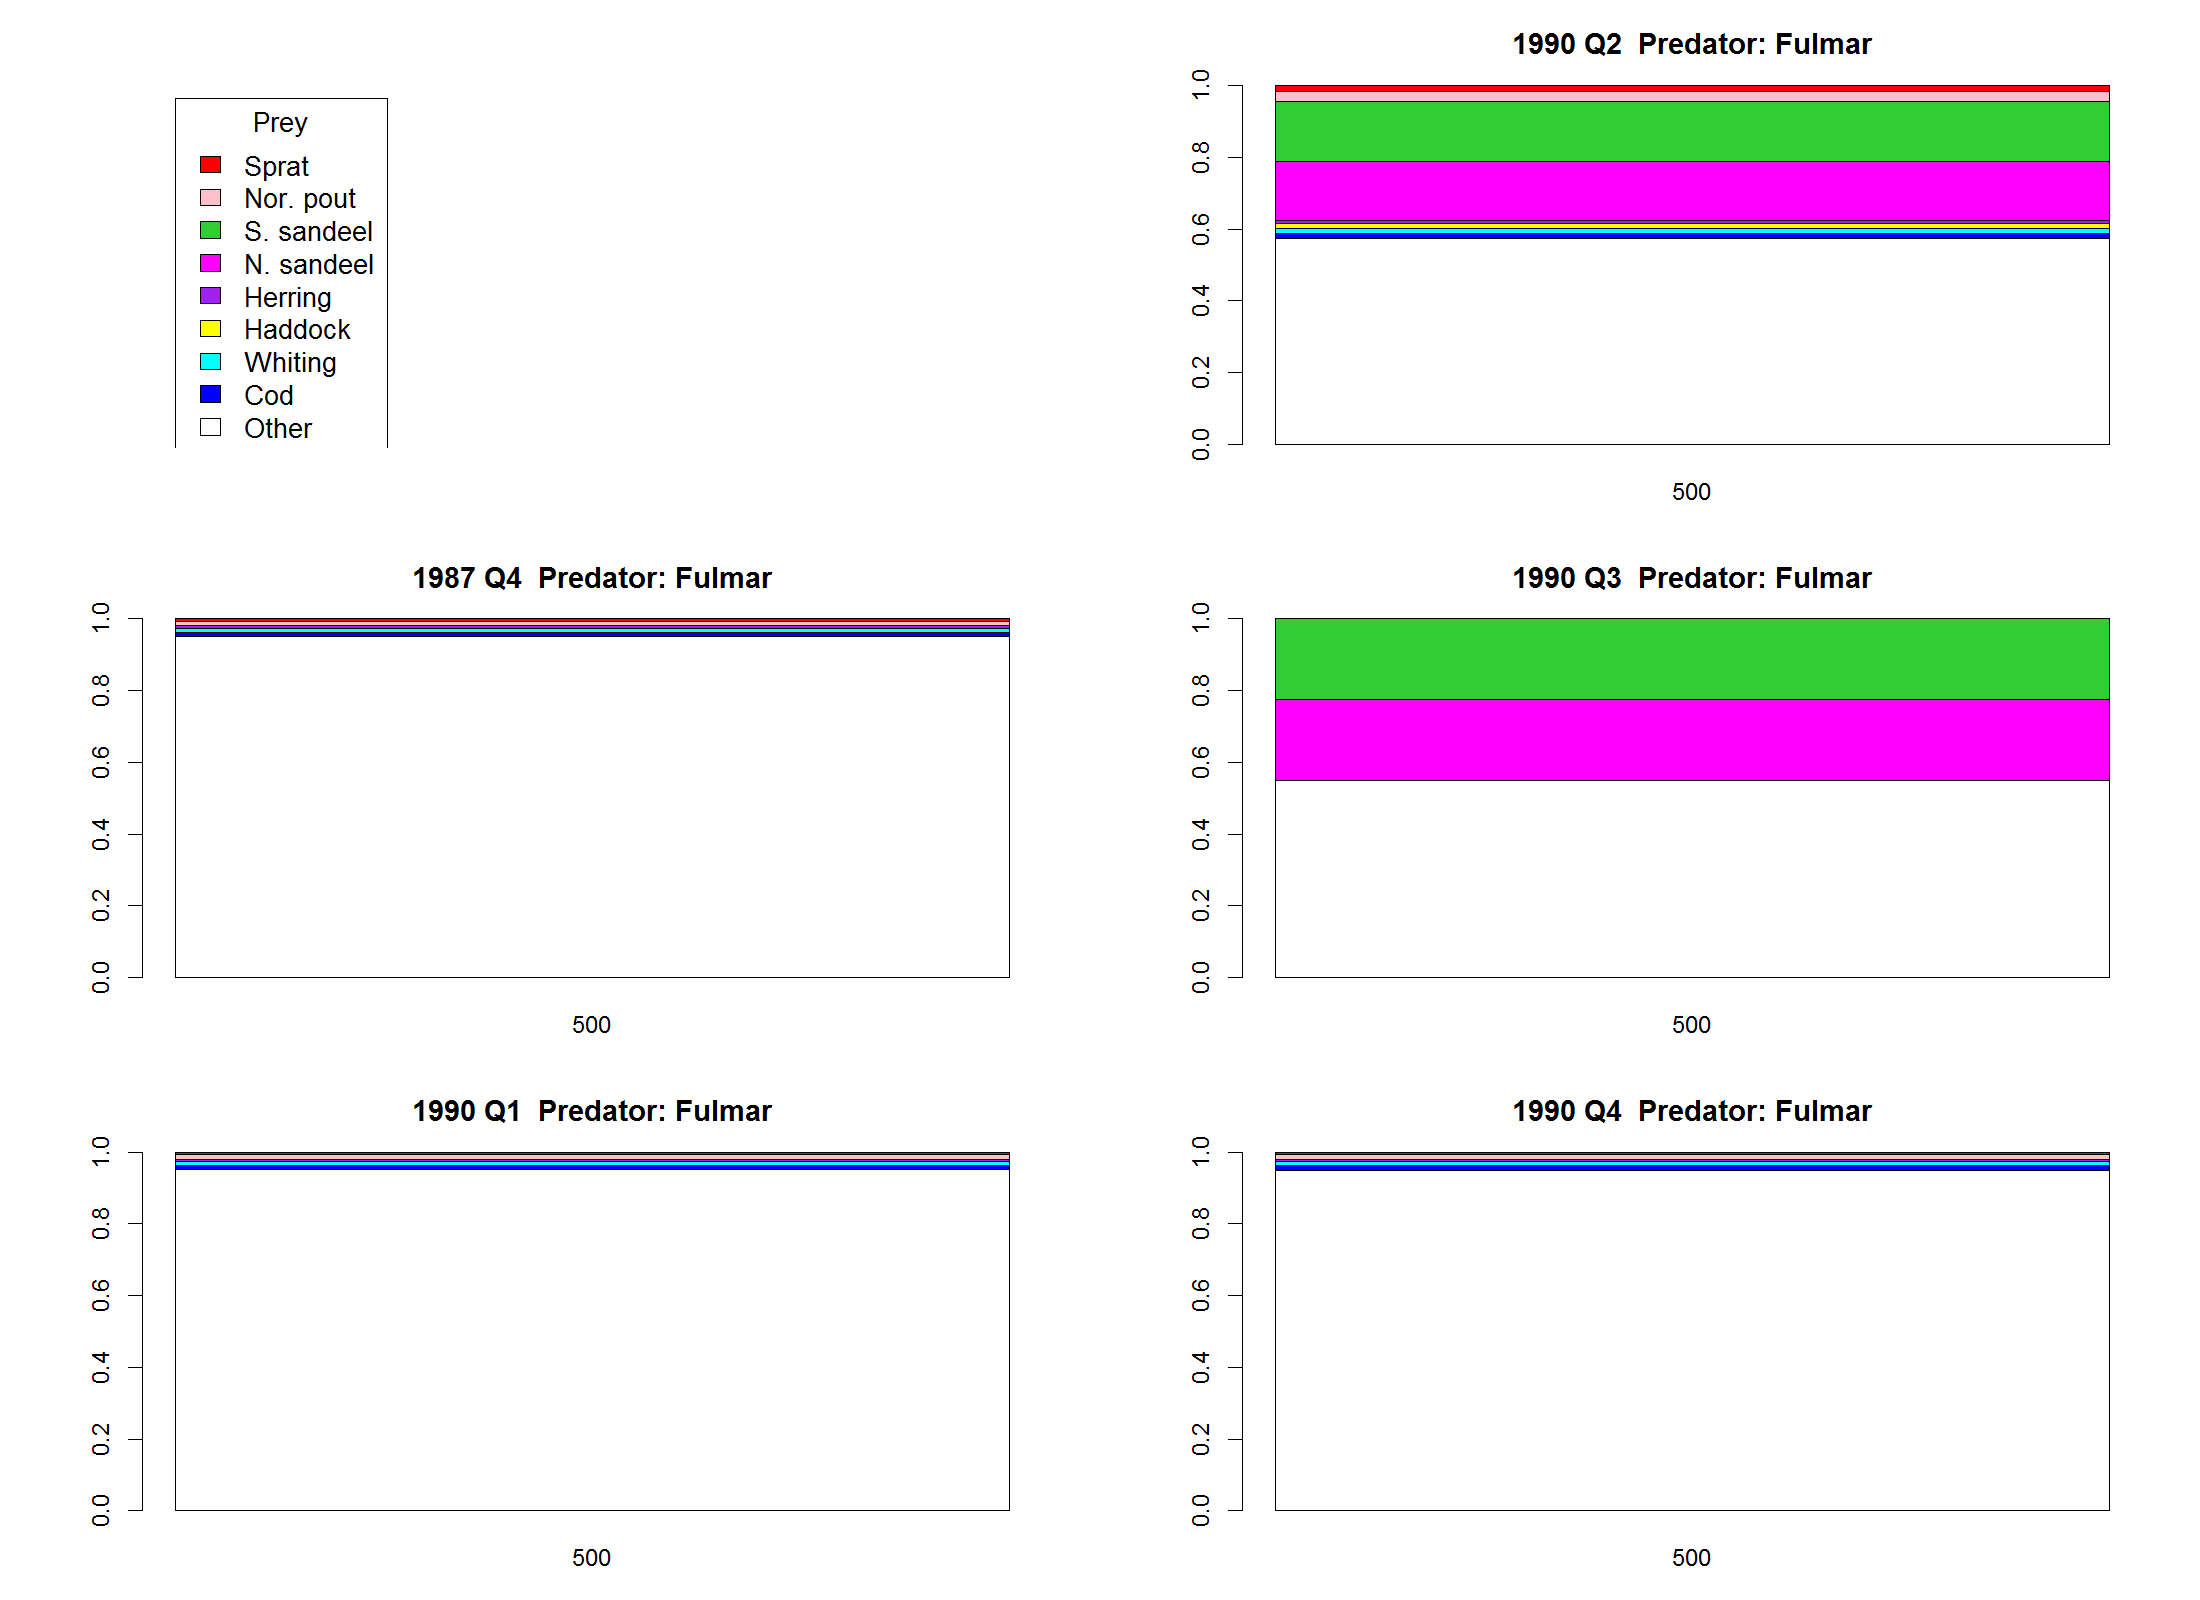 Prey
Sprat
Nor. pout
S. sandeel
N. sandeel
Herring
Haddock
Whiting
Cod
Other
1990 Q2  Predator: Fulmar
1.0
0.8
0.6
0.4
0.2
0.0
500
1987 Q4  Predator: Fulmar
1.0
0.8
0.6
0.4
0.2
0.0
500
1990 Q3  Predator: Fulmar
1.0
0.8
0.6
0.4
0.2
0.0
500
1990 Q1  Predator: Fulmar
1.0
0.8
0.6
0.4
0.2
0.0
500
1990 Q4  Predator: Fulmar
1.0
0.8
0.6
0.4
0.2
0.0
500